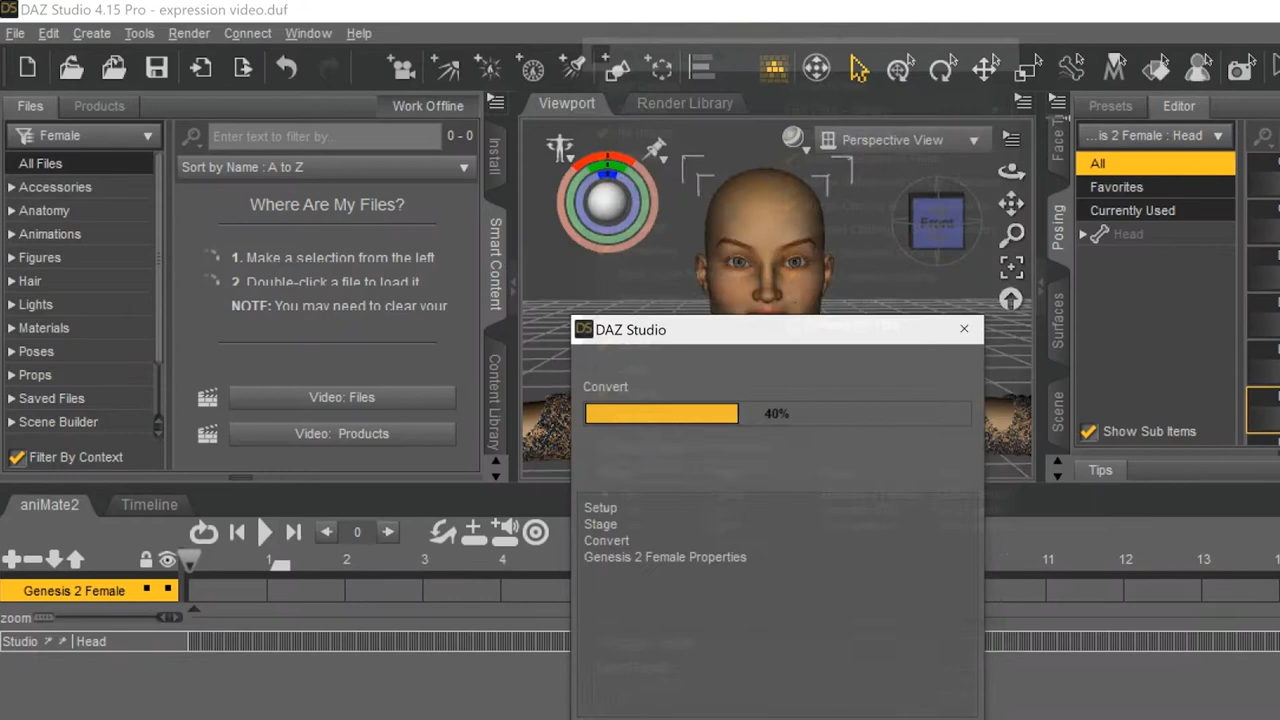 DAZ Studio 4.15 Pro - expression video.duf
File Edit Create Tools Render Connect Window Help
Files Products Work Offline
Female Enter text to filter by... 0 - 0
Sort by Name : A to Z
All Files
Accessories
Anatomy
Animations
Figures
Hair
Lights
Materials
Poses
Props
Saved Files
Scene Builder
Filter By Context
Where Are My Files?
1. Make a selection from the left
2. Double-click a file to load it
NOTE: You may need to clear your
Video: Files
Video: Products
Install
Smart Content
Content Library
Viewport Render Library
Perspective View
Front
Face T
Posing
Surfaces
Scene
Presets Editor
...is 2 Female : Head
All
Favorites
Currently Used
Head
Show Sub Items
Tips
DAZ Studio
Convert
40%
Setup
Stage
Convert
Genesis 2 Female Properties
aniMate2 Timeline
0
1 2 3 4 11 12 13
Genesis 2 Female
zoom
Studio Head